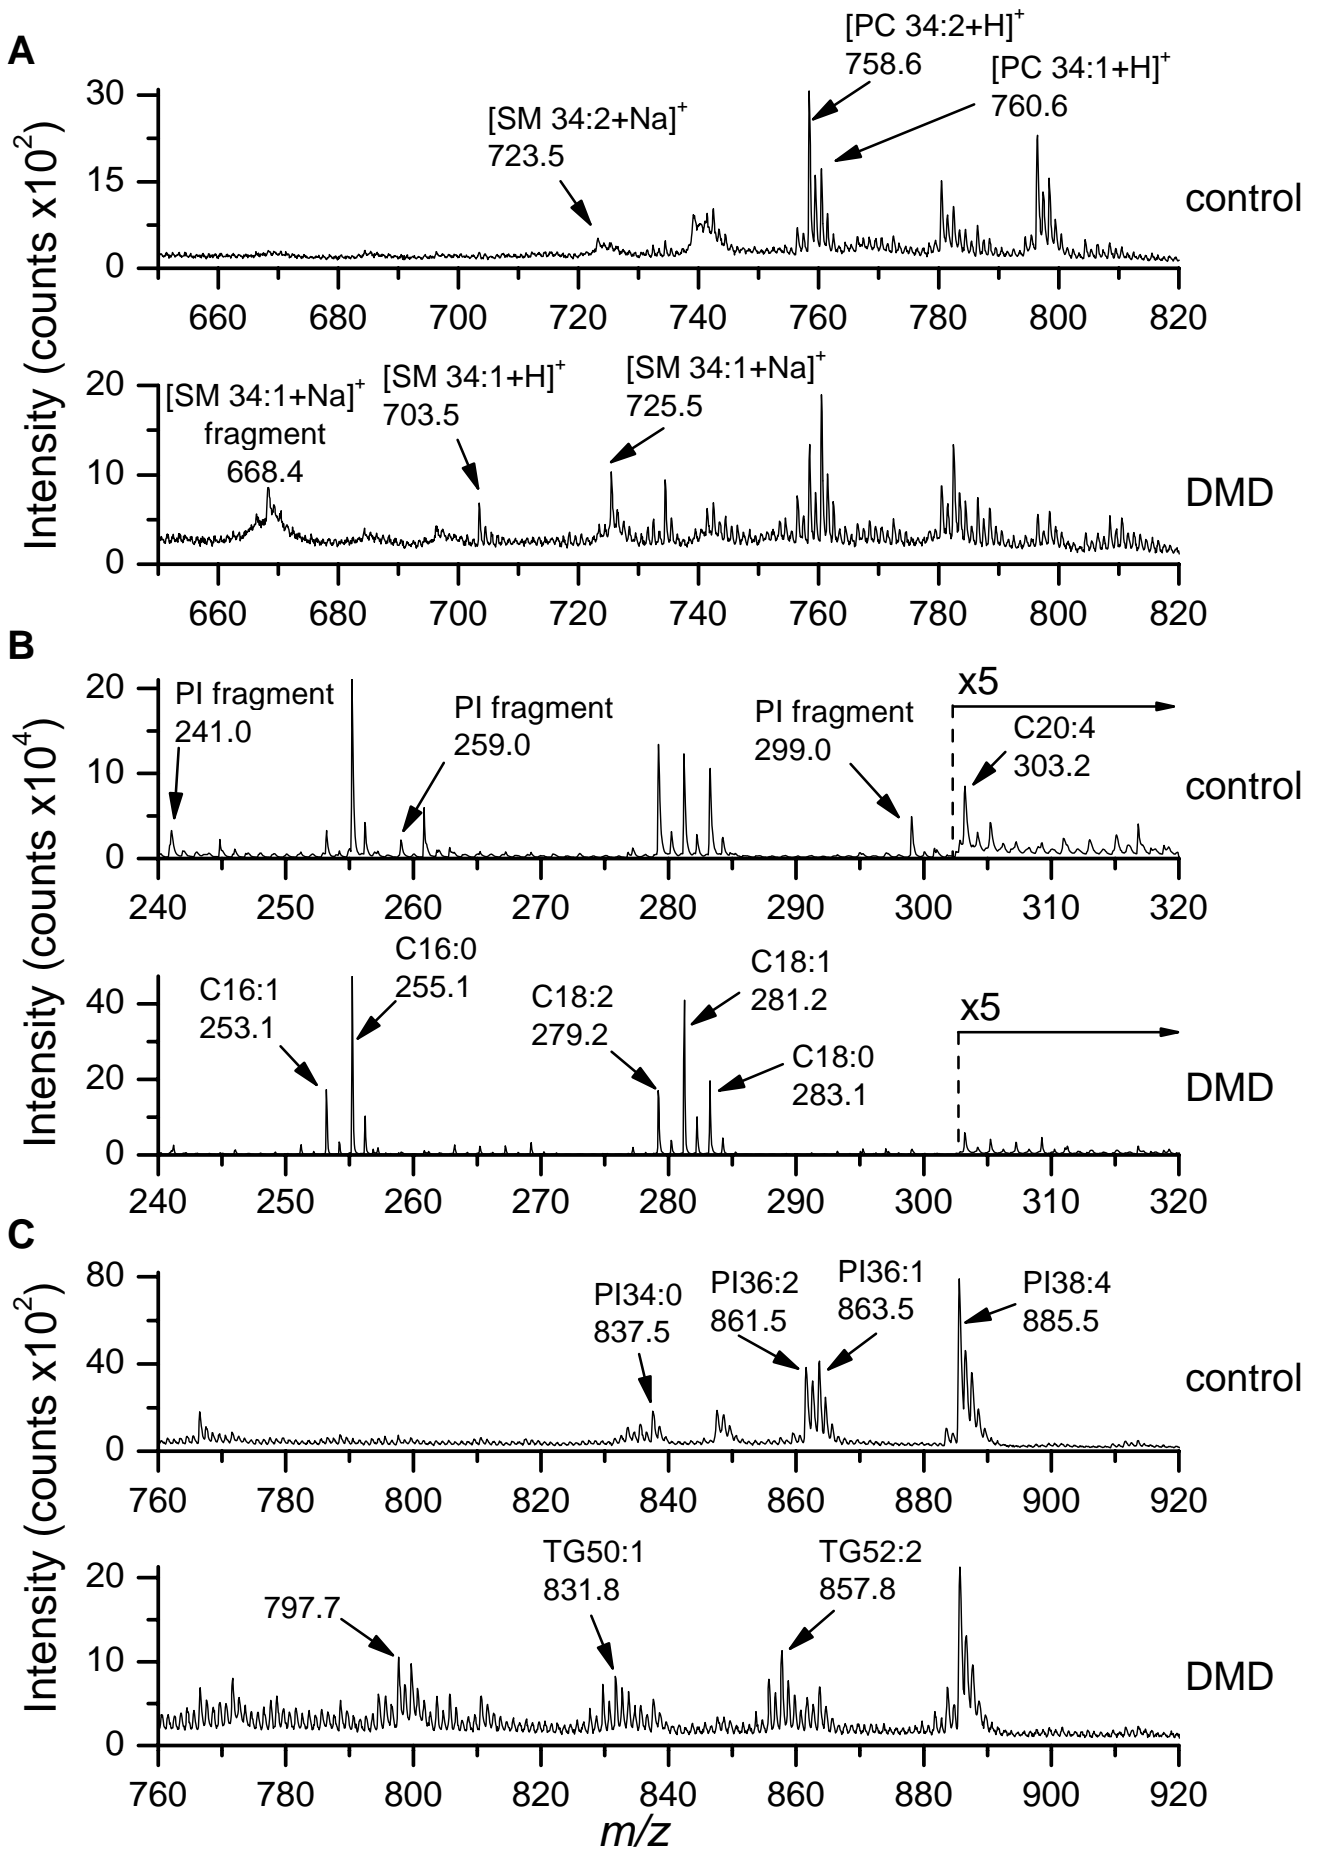 A
[PC 34:2+H]+
758.6
[PC 34:1+H]+
760.6
[SM 34:2+Na]+
723.5
30
15
0
control
660 680 700 720 740 760 780 800 820
Intensity (counts x102)
[SM 34:1+Na]+
fragment
668.4
[SM 34:1+H]+
703.5
[SM 34:1+Na]+
725.5
20
10
0
DMD
660 680 700 720 740 760 780 800 820
B
PI fragment
241.0
PI fragment
259.0
PI fragment
299.0
x5
C20:4
303.2
20
10
0
control
240 250 260 270 280 290 300 310 320
Intensity (counts x104)
C16:1
253.1
C16:0
255.1
C18:2
279.2
C18:1
281.2
C18:0
283.1
x5
40
20
0
DMD
240 250 260 270 280 290 300 310 320
C
PI34:0
837.5
PI36:2
861.5
PI36:1
863.5
PI38:4
885.5
80
40
0
control
760 780 800 820 840 860 880 900 920
Intensity (counts x102)
797.7
TG50:1
831.8
TG52:2
857.8
20
10
0
DMD
760 780 800 820 840 860 880 900 920
m/z